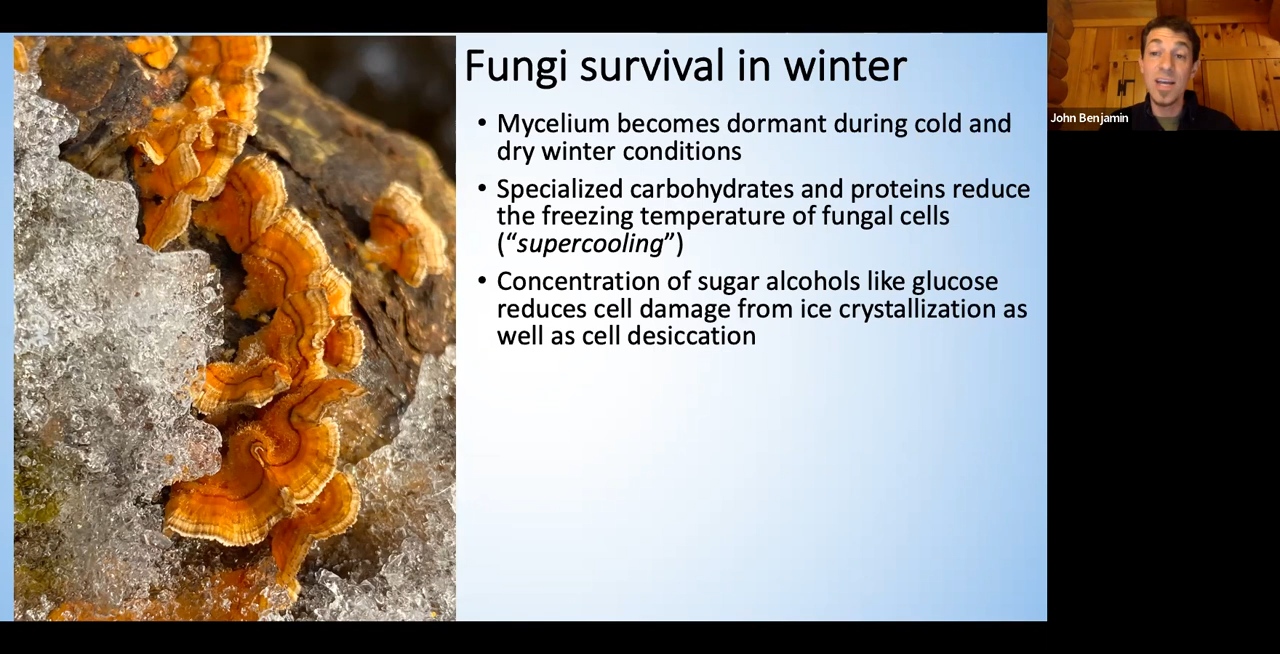 Fungi survival in winter
• Mycelium becomes dormant during cold and
dry winter conditions
• Specialized carbohydrates and proteins reduce
the freezing temperature of fungal cells
(“supercooling”)
• Concentration of sugar alcohols like glucose
reduces cell damage from ice crystallization as
well as cell desiccation
John Benjamin